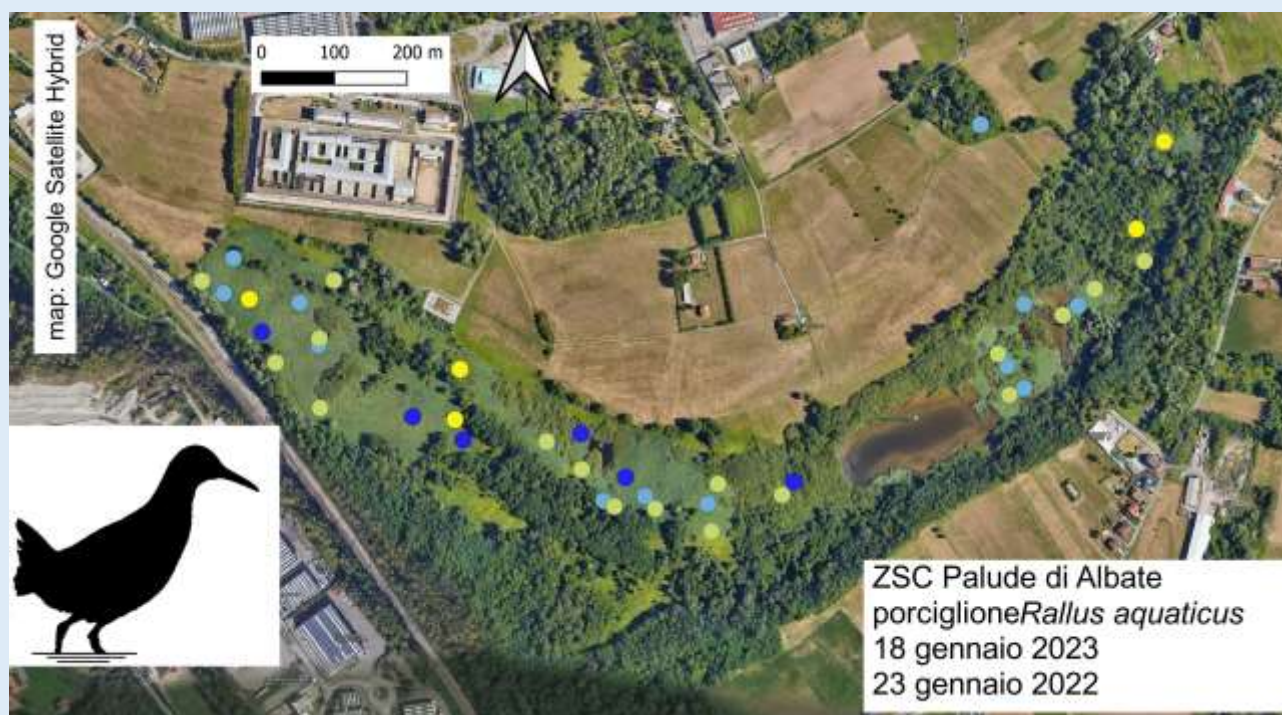 map: Google Satellite Hybrid
0 100 200 m
ZSC Palude di Albate
porciglioneRallus aquaticus
18 gennaio 2023
23 gennaio 2022